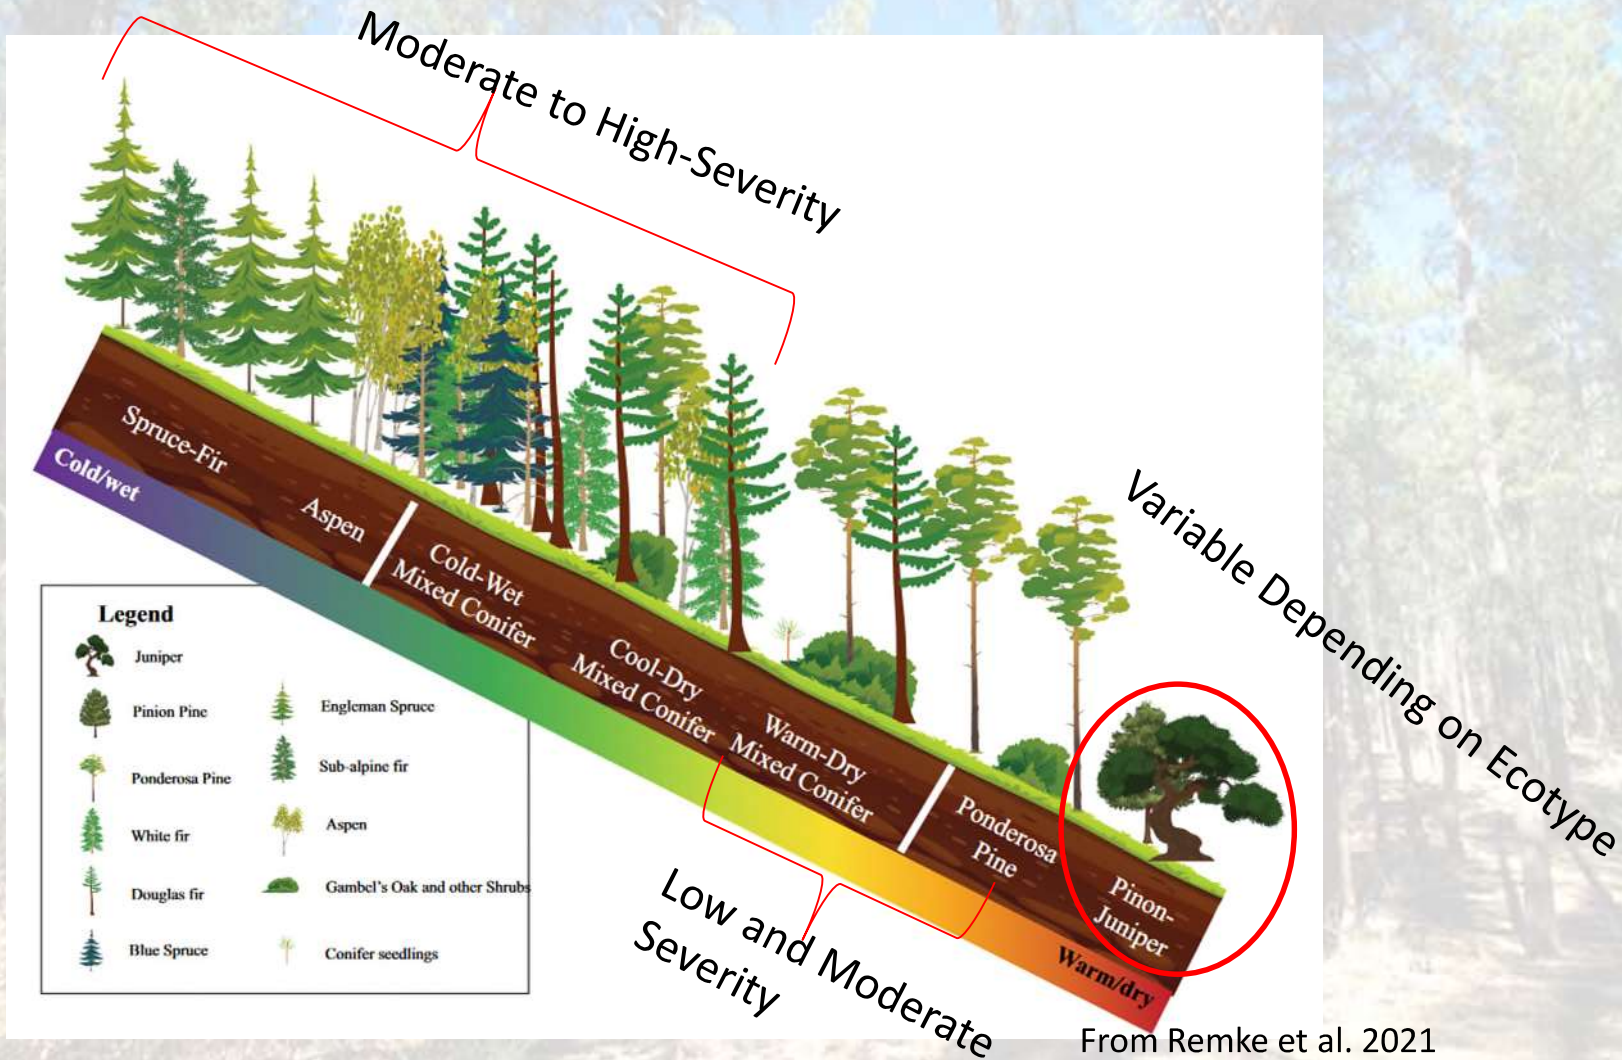 Moderate to High-Severity
Variable Depending on Ecotype
Spruce-Fir
Aspen
Cold-Wet
Mixed Conifer
Cool-Dry
Mixed Conifer
Warm-Dry
Mixed Conifer
Ponderosa
Pine
Pinon-
Juniper
Cold/wet
Warm/dry
Low and Moderate
Severity
Legend
Juniper
Pinion Pine
Ponderosa Pine
White fir
Douglas fir
Blue Spruce
Engleman Spruce
Sub-alpine fir
Aspen
Gambel's Oak and other Shrubs
Conifer seedlings
From Remke et al. 2021